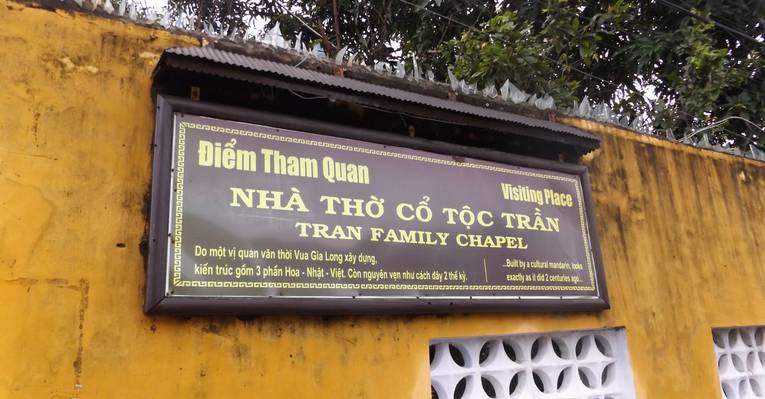 Điểm Tham Quan
Visiting Place
NHÀ THỜ CỔ TỘC TRẦN
TRAN FAMILY CHAPEL
Do một vị quan văn thời Vua Gia Long xây dựng,
kiến trúc gồm 3 phần Hoa - Nhật - Việt. Còn nguyên vẹn như cách đây 2 thế kỷ.
...Built by a cultural mandarin, looks
exactly as it did 2 centuries ago...